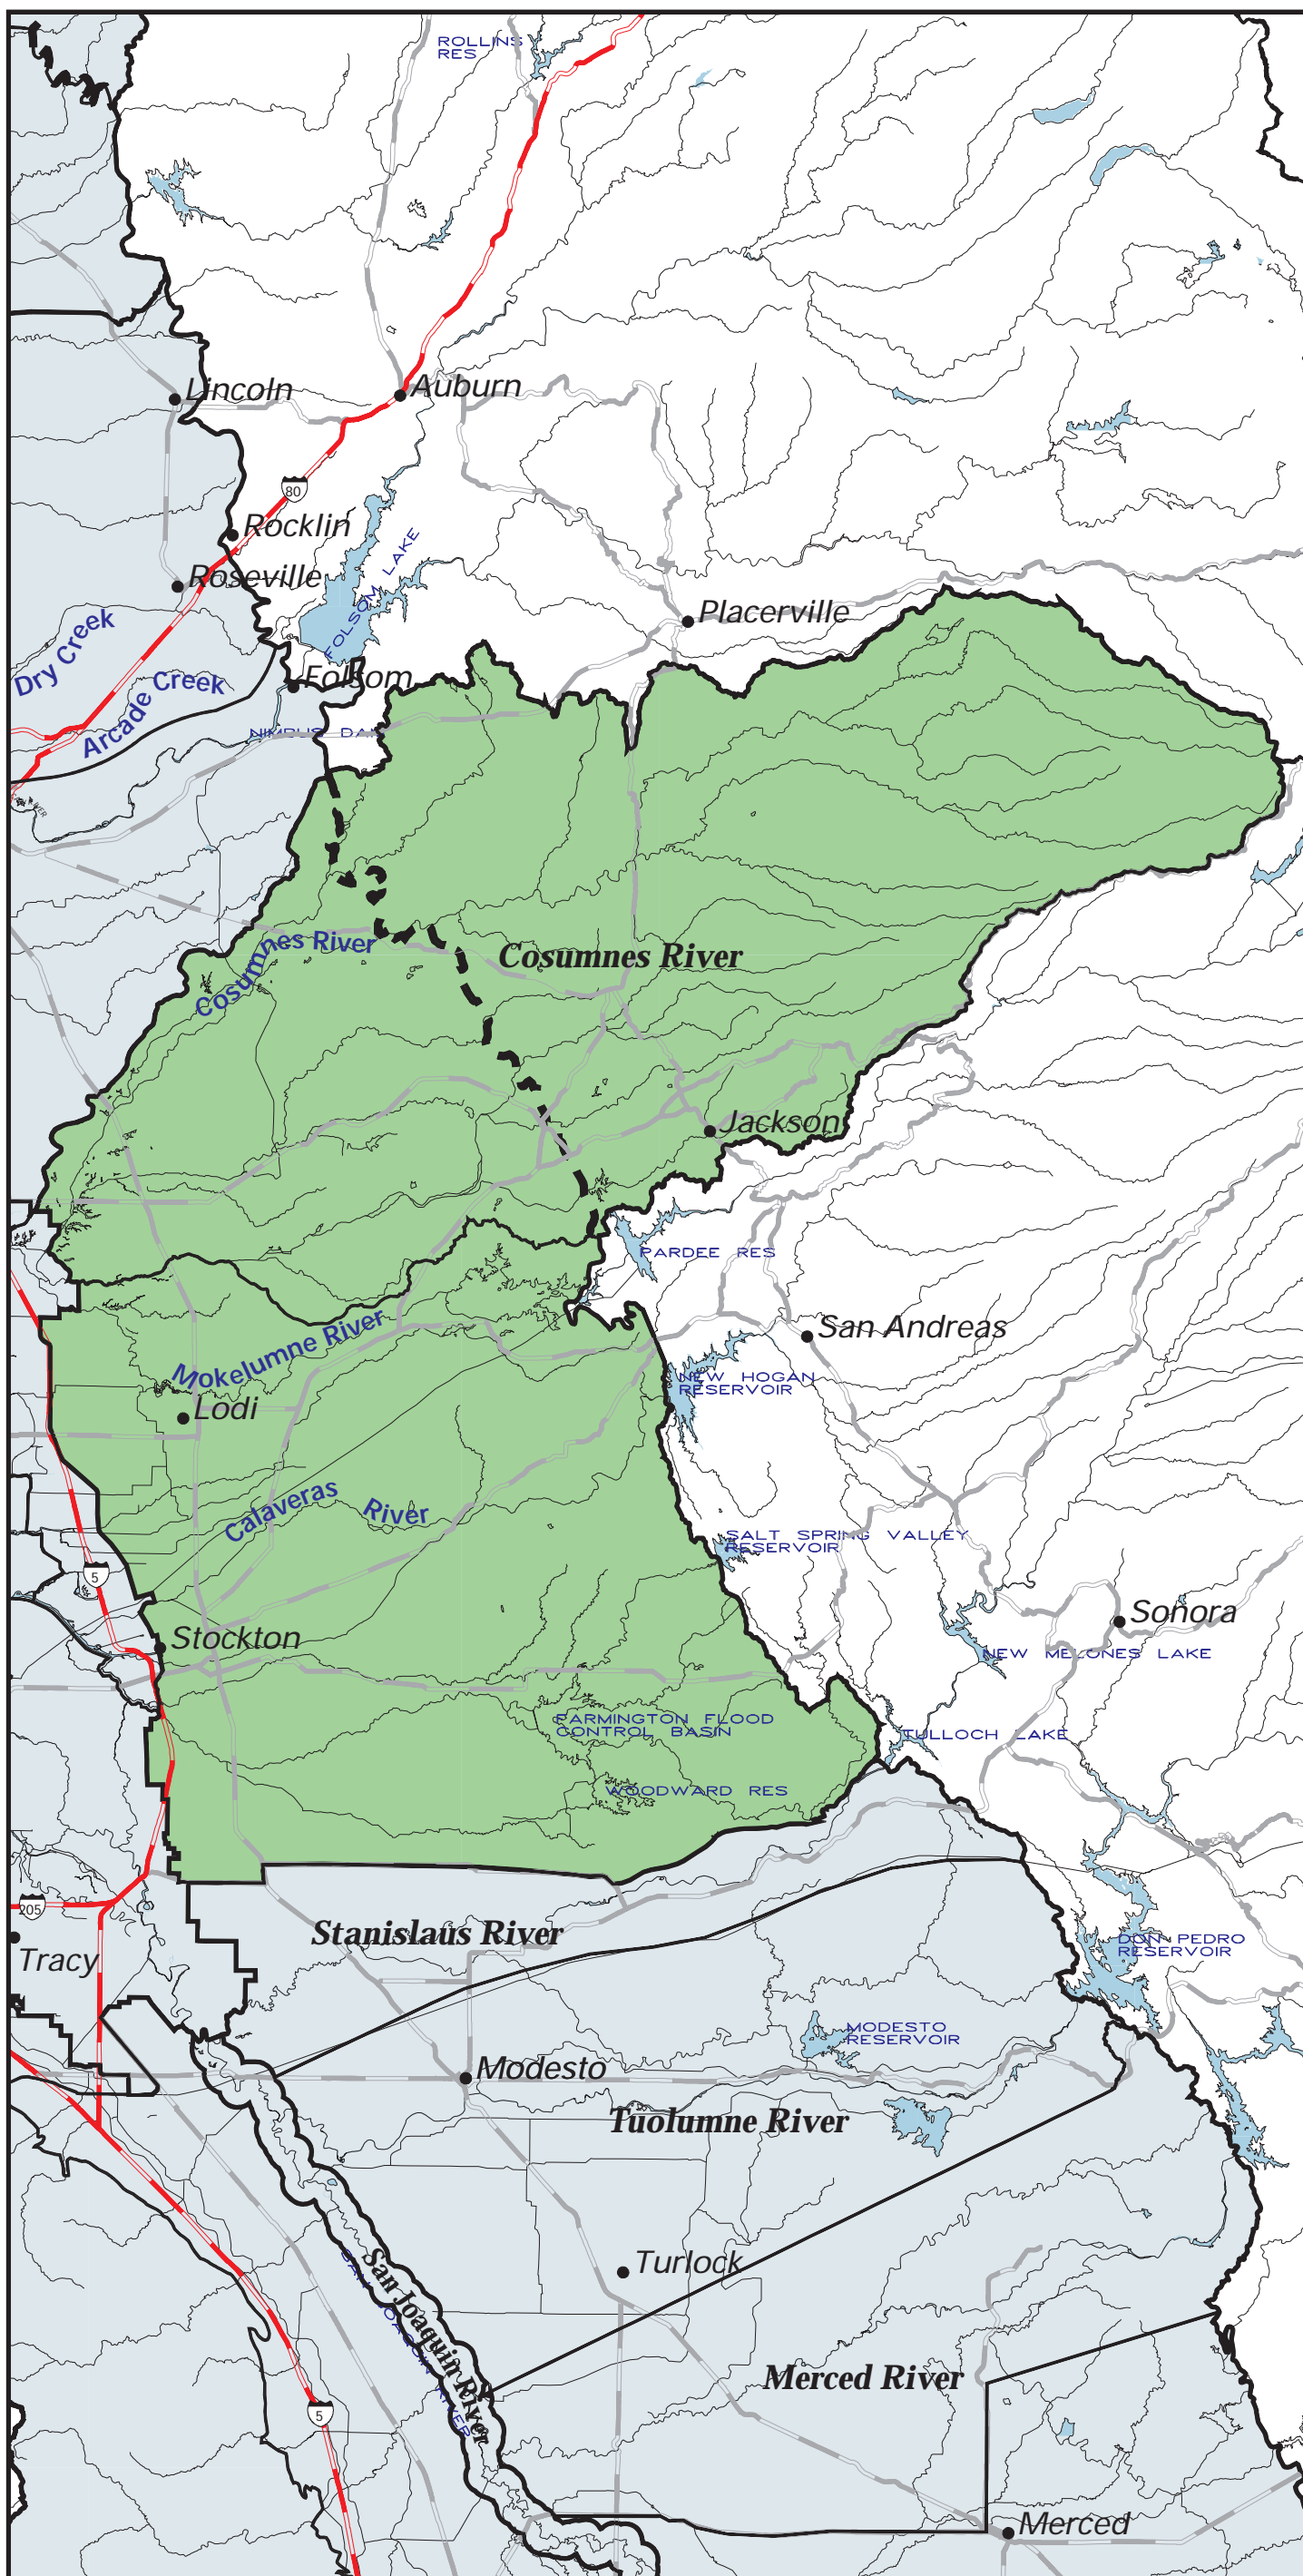 ROLLINS
RES
Lincoln
Auburn
80
Rocklin
FOLSOM LAKE
Roseville
Placerville
Dry Creek
Arcade Creek
Folsom
Cosumnes River
Cosumnes River
Jackson
PARDEE RES
Mokelumne River
San Andreas
NEW HOGAN
RESERVOIR
Lodi
Calaveras River
SALT SPRING VALLEY
RESERVOIR
5
Sonora
Stockton
NEW MELONES LAKE
FARMINGTON FLOOD
CONTROL BASIN
TULLOCH LAKE
WOODWARD RES
205
Stanislaus River
Tracy
DON PEDRO
RESERVOIR
MODESTO
RESERVOIR
Modesto
Tuolumne River
Turlock
San Joaquin River
SAN JOAQUIN RIVER
Merced River
5
Merced